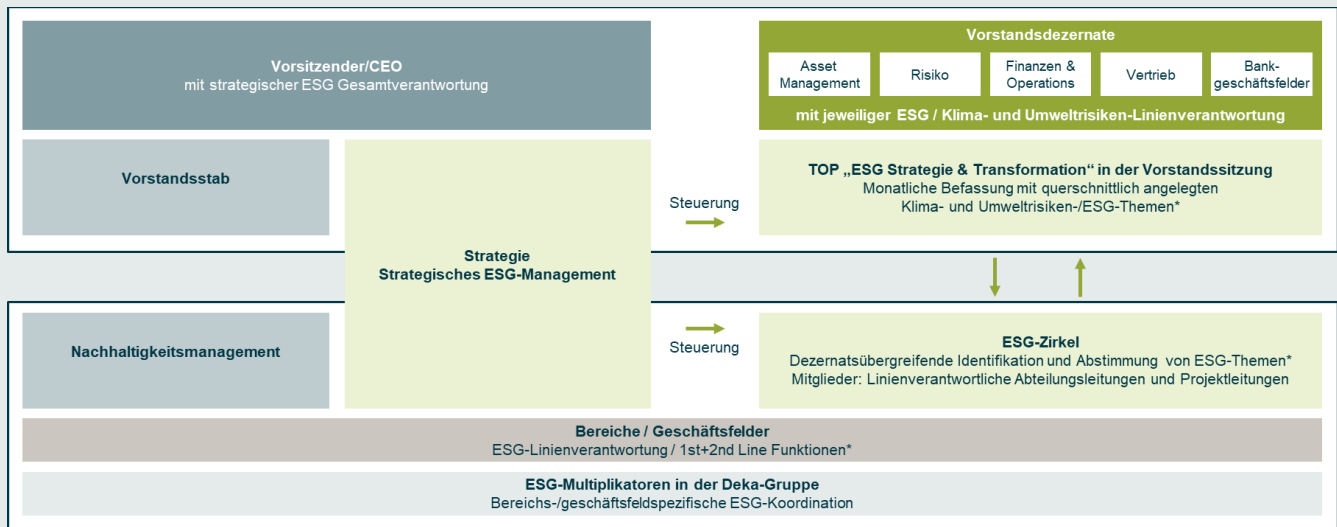 Vorsitzender/CEO
mit strategischer ESG Gesamtverantwortung
Vorstandsdezernate
Asset
Management
Risiko
Finanzen &
Operations
Vertrieb
Bank-
geschäftsfelder
mit jeweiliger ESG / Klima- und Umweltrisiken-Linienverantwortung
Vorstandsstab
Strategie
Strategisches ESG-Management
Steuerung
TOP „ESG Strategie & Transformation“ in der Vorstandssitzung
Monatliche Befassung mit querschnittlich angelegten
Klima- und Umweltrisiken-/ESG-Themen*
Nachhaltigkeitsmanagement
Steuerung
ESG-Zirkel
Dezernatsübergreifende Identifikation und Abstimmung von ESG-Themen*
Mitglieder: Linienverantwortliche Abteilungsleitungen und Projektleitungen
Bereiche / Geschäftsfelder
ESG-Linienverantwortung / 1st+2nd Line Funktionen*
ESG-Multiplikatoren in der Deka-Gruppe
Bereichs-/geschäftsfeldspezifische ESG-Koordination